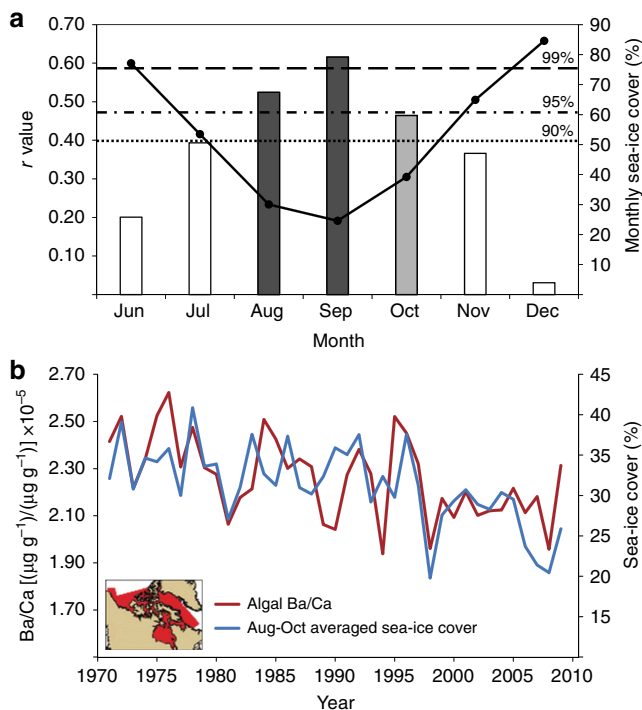 a
0.70
0.60
0.50
0.40
0.30
0.20
0.10
r value
90
80
70
60
50
40
30
20
10
0
Monthly sea-ice cover (%)
99%
95%
90%
Jun Jul Aug Sep Oct Nov Dec
Month
b
2.70
2.50
2.30
2.10
1.90
1.70
Ba/Ca [(µg g⁻¹)/(µg g⁻¹)] ×10⁻⁵
45
40
35
30
25
20
15
Sea-ice cover (%)
Algal Ba/Ca
Aug-Oct averaged sea-ice cover
1970 1975 1980 1985 1990 1995 2000 2005 2010
Year